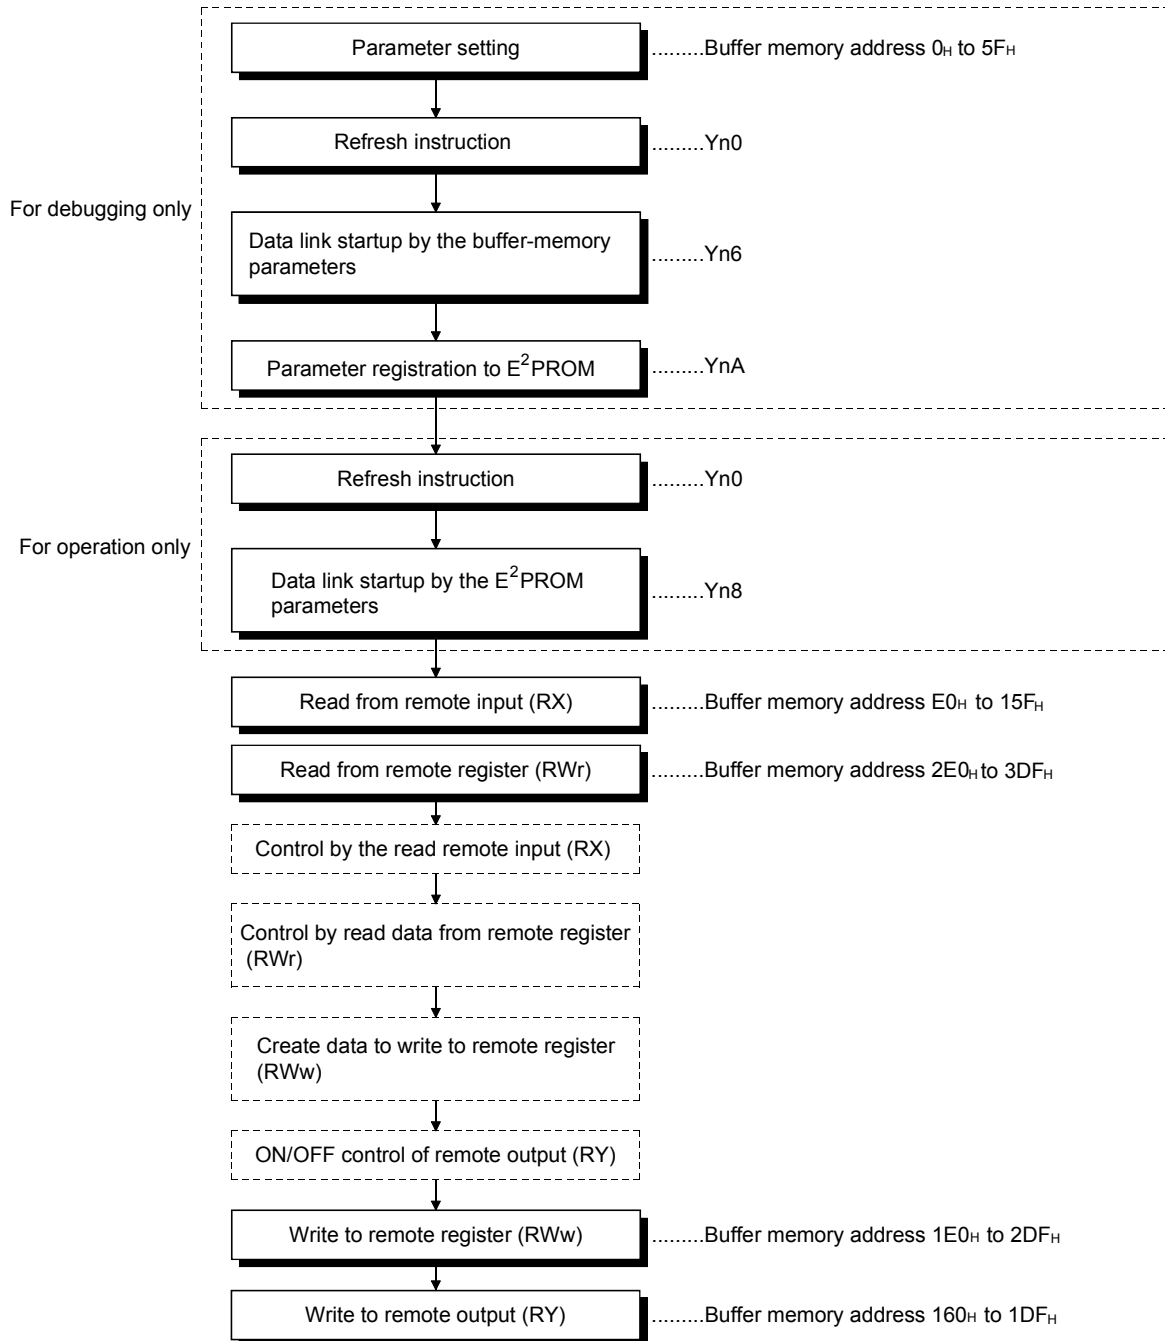 Parameter setting .........Buffer memory address 0H to 5FH
Refresh instruction .........Yn0
For debugging only
Data link startup by the buffer-memory
parameters
.........Yn6
Parameter registration to E²PROM .........YnA
Refresh instruction .........Yn0
For operation only
Data link startup by the E²PROM
parameters
.........Yn8
Read from remote input (RX) .........Buffer memory address E0H to 15FH
Read from remote register (RWr) .........Buffer memory address 2E0H to 3DFH
Control by the read remote input (RX)
Control by read data from remote register
(RWr)
Create data to write to remote register
(RWw)
ON/OFF control of remote output (RY)
Write to remote register (RWw) .........Buffer memory address 1E0H to 2DFH
Write to remote output (RY) .........Buffer memory address 160H to 1DFH